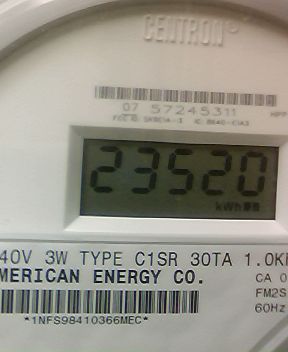 CENTRON®
07 57245311
23520
kWh
40V 3W TYPE C1SR 30TA 1.0K
MERICAN ENERGY CO.
CA 0
FM2S
60Hz
*1NFS98410366MEC*